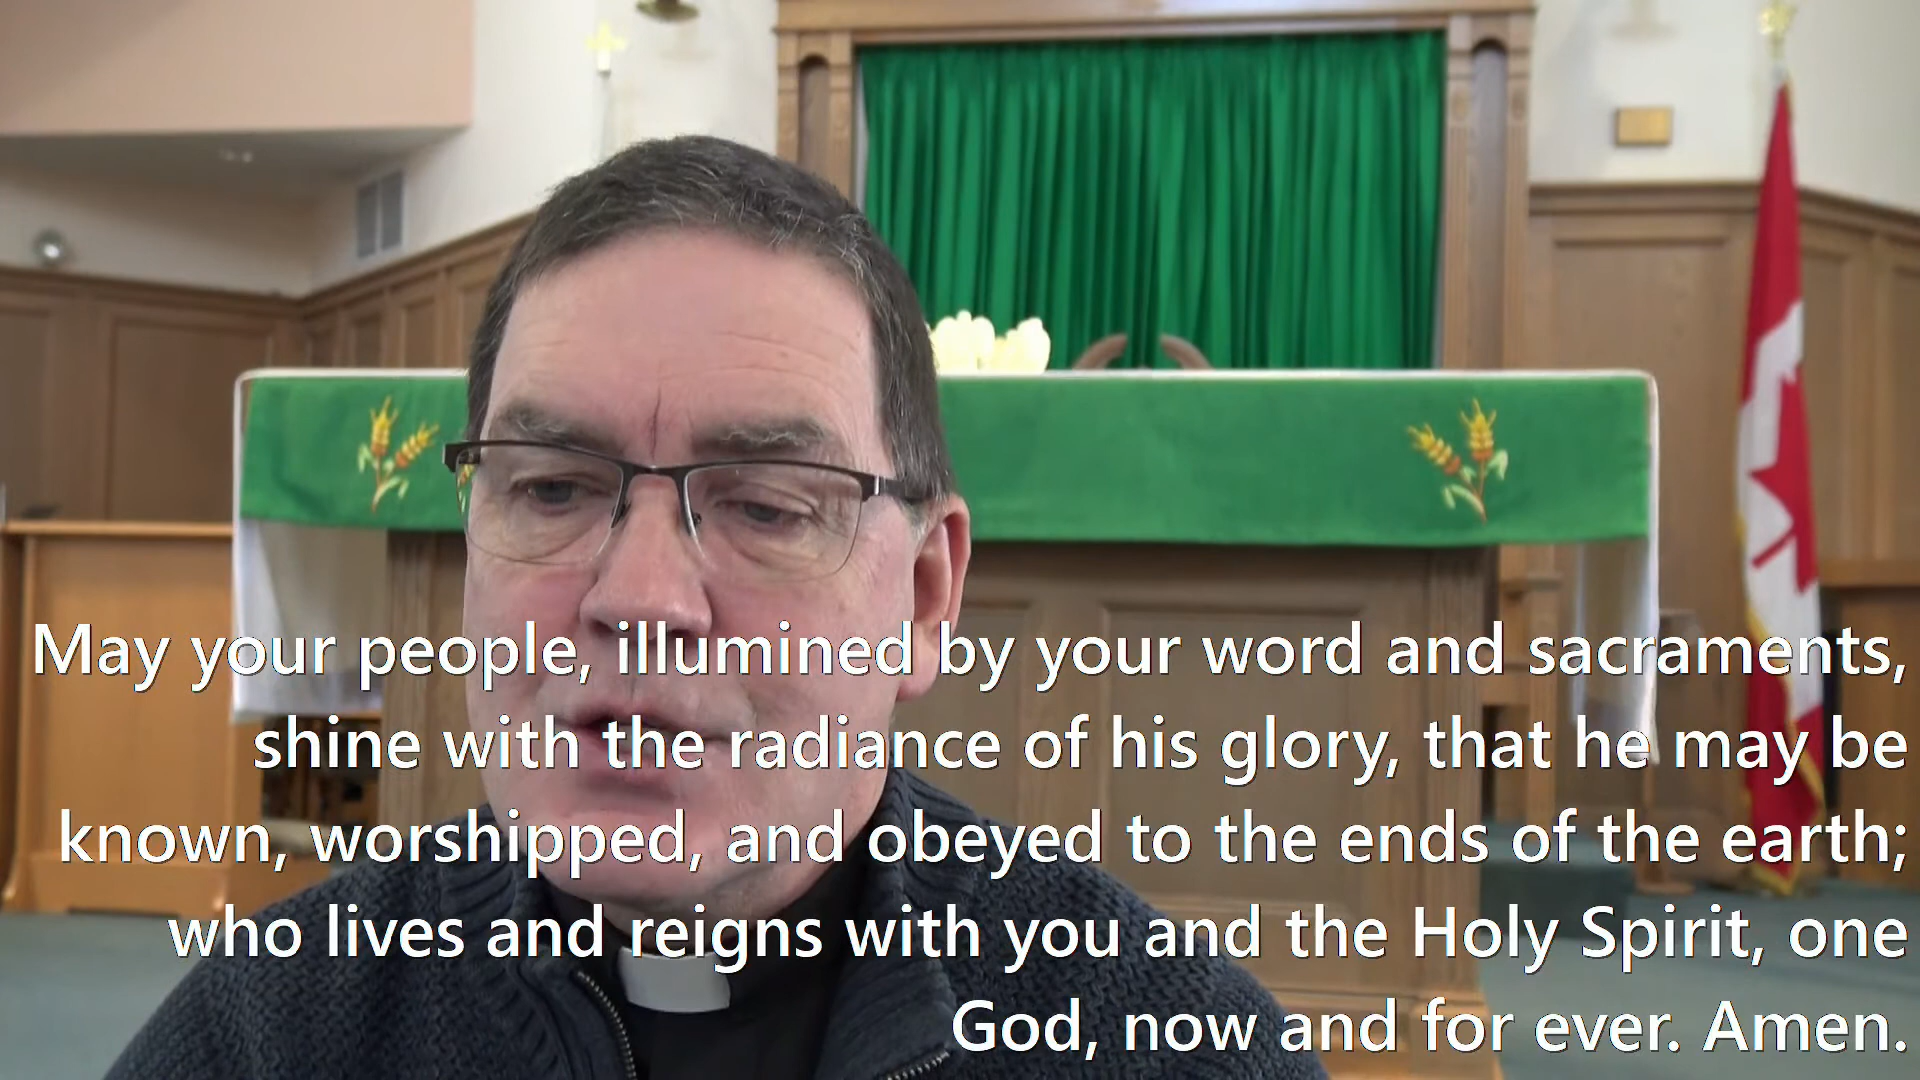 May your people, illumined by your word and sacraments,
shine with the radiance of his glory, that he may be
known, worshipped, and obeyed to the ends of the earth;
who lives and reigns with you and the Holy Spirit, one
God, now and for ever. Amen.